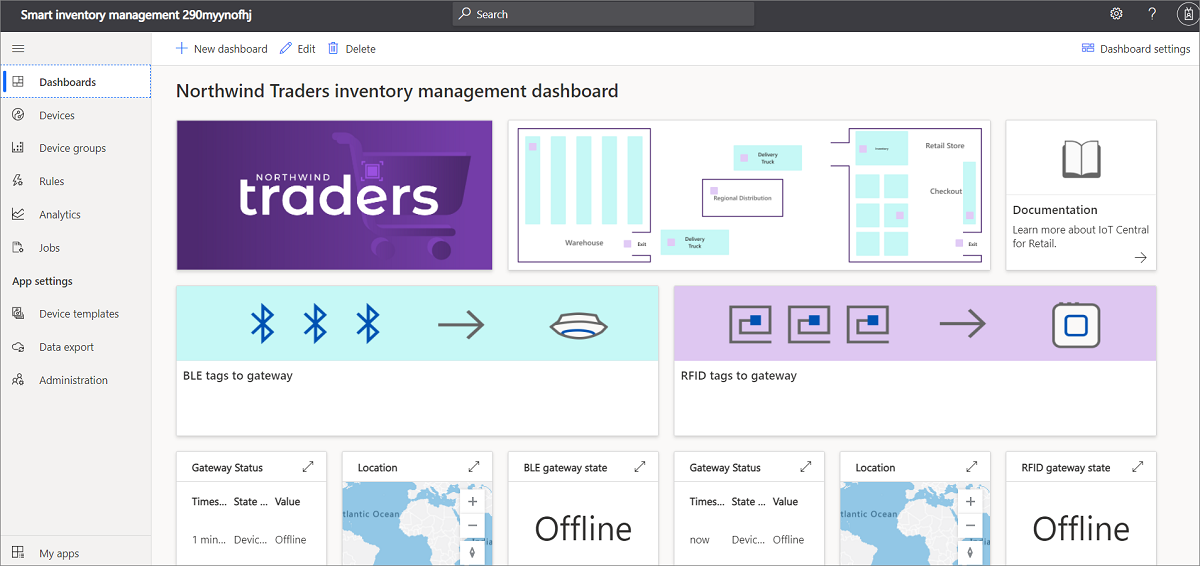 Smart inventory management 290myynofhj
Search
?
New dashboard
Edit
Delete
Dashboard settings
Dashboards
Devices
Device groups
Rules
Analytics
Jobs
App settings
Device templates
Data export
Administration
My apps
Northwind Traders inventory management dashboard
NORTHWIND
traders
Warehouse
Exit
Delivery
Truck
Regional Distribution
Delivery
Truck
Inventory
Retail Store
Checkout
Exit
Documentation
Learn more about IoT Central
for Retail.
BLE tags to gateway
RFID tags to gateway
Gateway Status
Times... State ... Value
1 min... Devic... Offline
Location
tlantic Ocean
BLE gateway state
Offline
Gateway Status
Times... State ... Value
now Devic... Offline
Location
tlantic Ocean
RFID gateway state
Offline